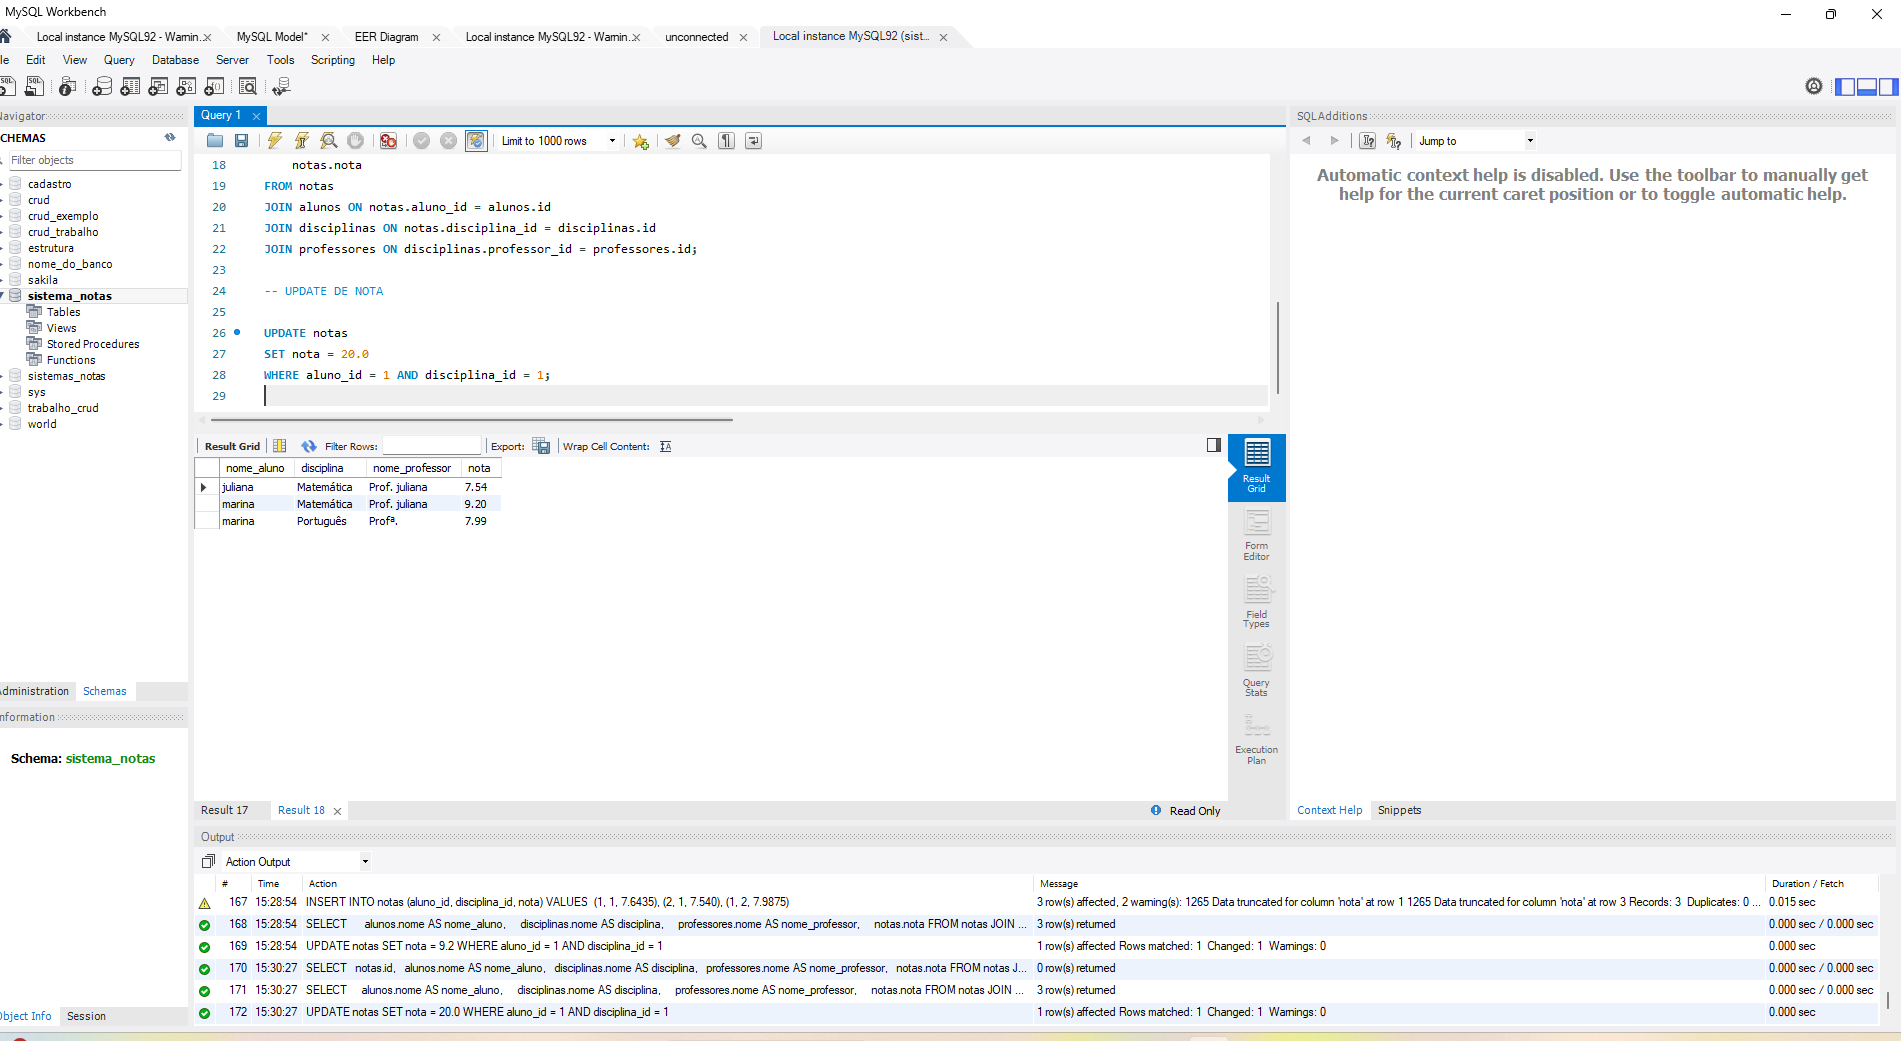 MySQL Workbench
Local instance MySQL92 - Warnin...
MySQL Model*
EER Diagram
Local instance MySQL92 - Warnin...
unconnected
Local instance MySQL92 (sist...
le Edit View Query Database Server Tools Scripting Help
Navigator
SCHEMAS
Filter objects
cadastro
crud
crud_exemplo
crud_trabalho
estrutura
nome_do_banco
sakila
sistema_notas
Tables
Views
Stored Procedures
Functions
sistemas_notas
sys
trabalho_crud
world
Administration Schemas
Information
Schema: sistema_notas
Object Info Session
Query 1
Limit to 1000 rows
18 notas.nota
19 FROM notas
20 JOIN alunos ON notas.aluno_id = alunos.id
21 JOIN disciplinas ON notas.disciplina_id = disciplinas.id
22 JOIN professores ON disciplinas.professor_id = professores.id;
23
24 -- UPDATE DE NOTA
25
26 UPDATE notas
27 SET nota = 20.0
28 WHERE aluno_id = 1 AND disciplina_id = 1;
29
Result Grid Filter Rows: Export: Wrap Cell Content:
nome_aluno disciplina nome_professor nota
juliana Matemática Prof. juliana 7.54
marina Matemática Prof. juliana 9.20
marina Português Profª. 7.99
Result Grid
Form Editor
Field Types
Query Stats
Execution Plan
Result 17 Result 18 Read Only
SQLAdditions
Jump to
Automatic context help is disabled. Use the toolbar to manually get
help for the current caret position or to toggle automatic help.
Context Help Snippets
Output
Action Output
# Time Action Message Duration / Fetch
167 15:28:54 INSERT INTO notas (aluno_id, disciplina_id, nota) VALUES (1, 1, 7.6435), (2, 1, 7.540), (1, 2, 7.9875) 3 row(s) affected, 2 warning(s): 1265 Data truncated for column 'nota' at row 1 1265 Data truncated for column 'nota' at row 3 Records: 3 Duplicates: 0 ... 0.015 sec
168 15:28:54 SELECT alunos.nome AS nome_aluno, disciplinas.nome AS disciplina, professores.nome AS nome_professor, notas.nota FROM notas JOIN ... 3 row(s) returned 0.000 sec / 0.000 sec
169 15:28:54 UPDATE notas SET nota = 9.2 WHERE aluno_id = 1 AND disciplina_id = 1 1 row(s) affected Rows matched: 1 Changed: 1 Warnings: 0 0.000 sec
170 15:30:27 SELECT notas.id, alunos.nome AS nome_aluno, disciplinas.nome AS disciplina, professores.nome AS nome_professor, notas.nota FROM notas J... 0 row(s) returned 0.000 sec / 0.000 sec
171 15:30:27 SELECT alunos.nome AS nome_aluno, disciplinas.nome AS disciplina, professores.nome AS nome_professor, notas.nota FROM notas JOIN ... 3 row(s) returned 0.000 sec / 0.000 sec
172 15:30:27 UPDATE notas SET nota = 20.0 WHERE aluno_id = 1 AND disciplina_id = 1 1 row(s) affected Rows matched: 1 Changed: 1 Warnings: 0 0.000 sec